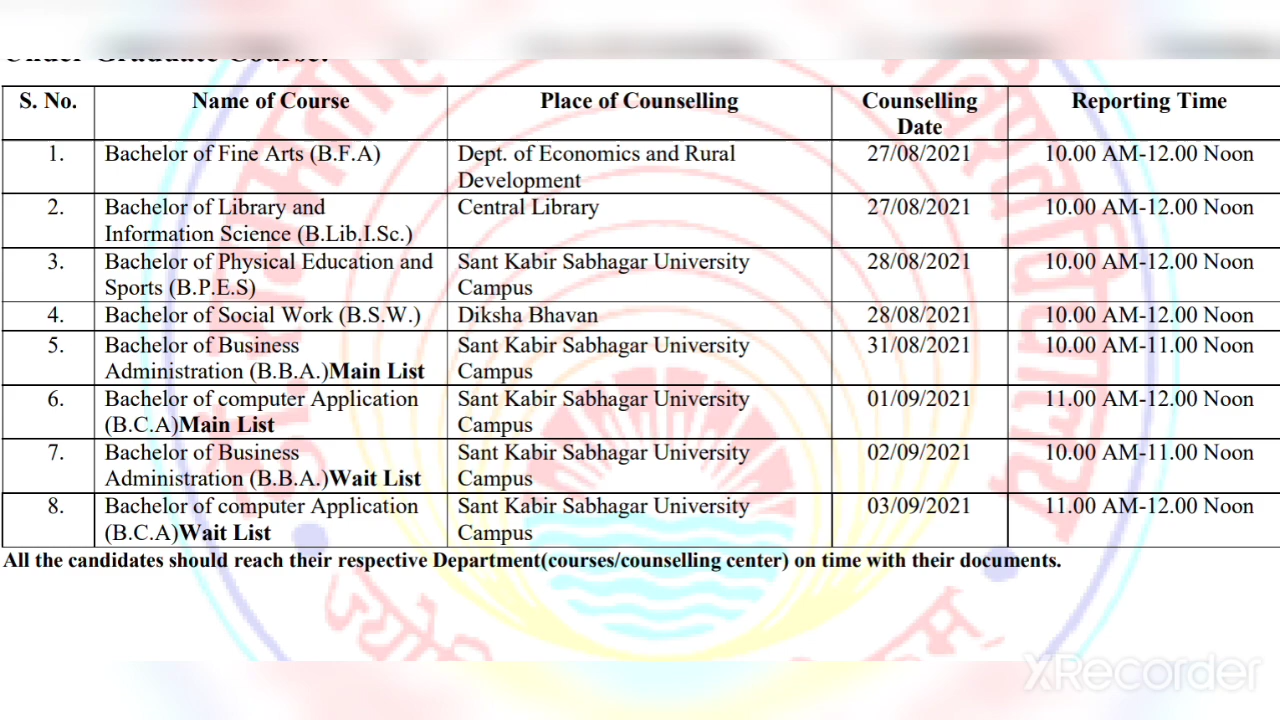 Under Graduate Course:
S. No. Name of Course Place of Counselling Counselling Date Reporting Time
1. Bachelor of Fine Arts (B.F.A) Dept. of Economics and Rural Development 27/08/2021 10.00 AM-12.00 Noon
2. Bachelor of Library and Information Science (B.Lib.I.Sc.) Central Library 27/08/2021 10.00 AM-12.00 Noon
3. Bachelor of Physical Education and Sports (B.P.E.S) Sant Kabir Sabhagar University Campus 28/08/2021 10.00 AM-12.00 Noon
4. Bachelor of Social Work (B.S.W.) Diksha Bhavan 28/08/2021 10.00 AM-12.00 Noon
5. Bachelor of Business Administration (B.B.A.)Main List Sant Kabir Sabhagar University Campus 31/08/2021 10.00 AM-11.00 Noon
6. Bachelor of computer Application (B.C.A)Main List Sant Kabir Sabhagar University Campus 01/09/2021 11.00 AM-12.00 Noon
7. Bachelor of Business Administration (B.B.A.)Wait List Sant Kabir Sabhagar University Campus 02/09/2021 10.00 AM-11.00 Noon
8. Bachelor of computer Application (B.C.A)Wait List Sant Kabir Sabhagar University Campus 03/09/2021 11.00 AM-12.00 Noon
All the candidates should reach their respective Department(courses/counselling center) on time with their documents.
XRecorder